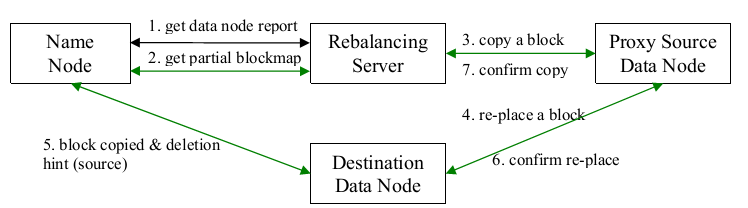 1. get data node report
Name
Node
Rebalancing
Server
3. copy a block
Proxy Source
Data Node
2. get partial blockmap
7. confirm copy
4. re-place a block
5. block copied & deletion
hint (source)
Destination
Data Node
6. confirm re-place